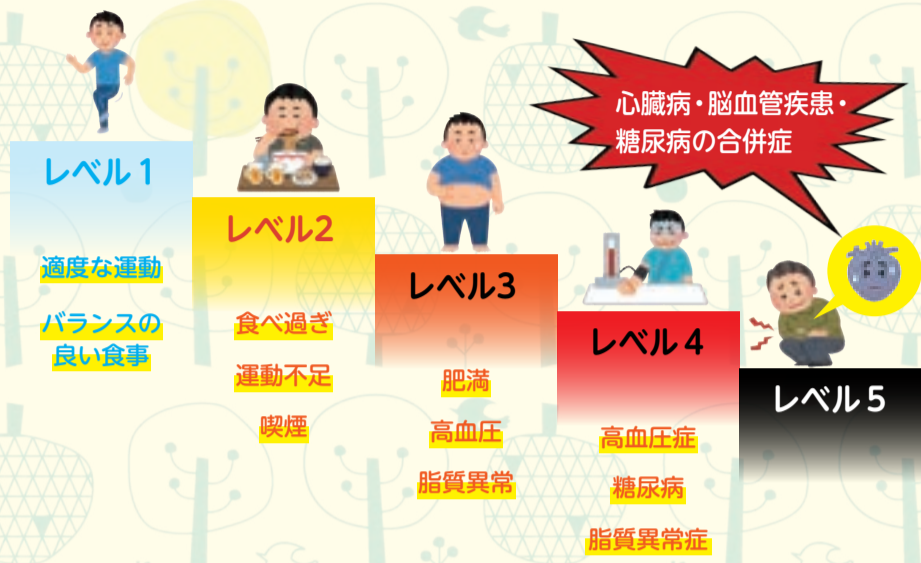 心臓病・脳血管疾患・
糖尿病の合併症
レベル１
適度な運動
バランスの
良い食事
レベル2
食べ過ぎ
運動不足
喫煙
レベル3
肥満
高血圧
脂質異常
レベル４
高血圧症
糖尿病
脂質異常症
レベル５